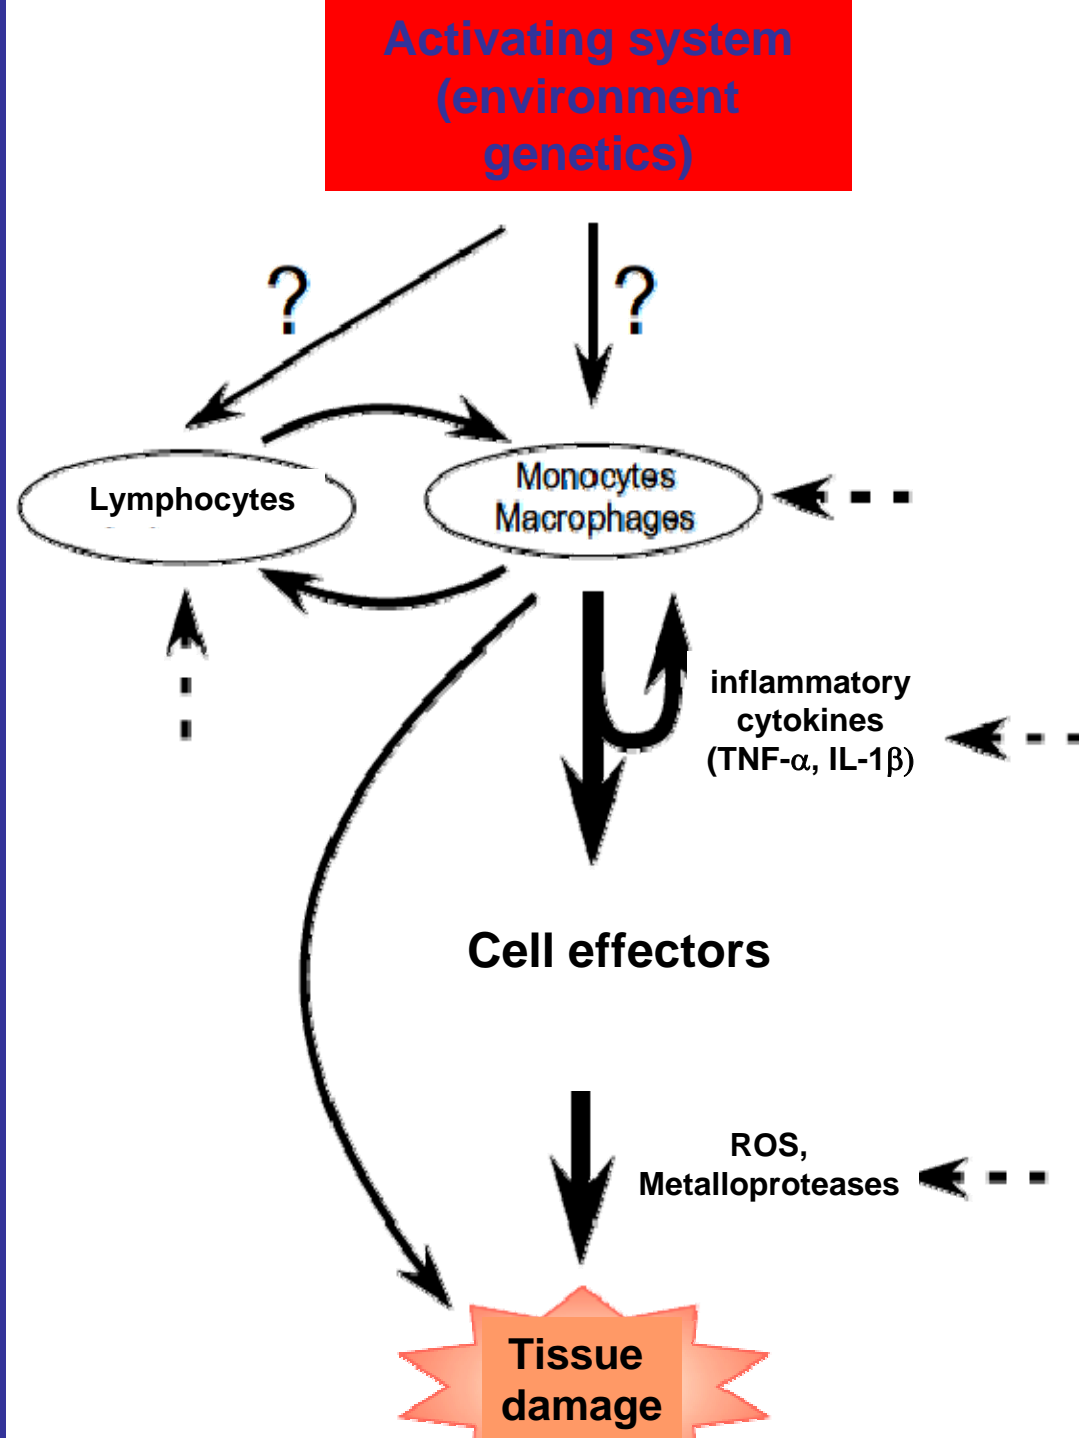 Activating system
(environment
genetics)
?
?
Lymphocytes
Monocytes
Macrophages
inflammatory
cytokines
(TNF-α, IL-1β)
Cell effectors
ROS,
Metalloproteases
Tissue
damage